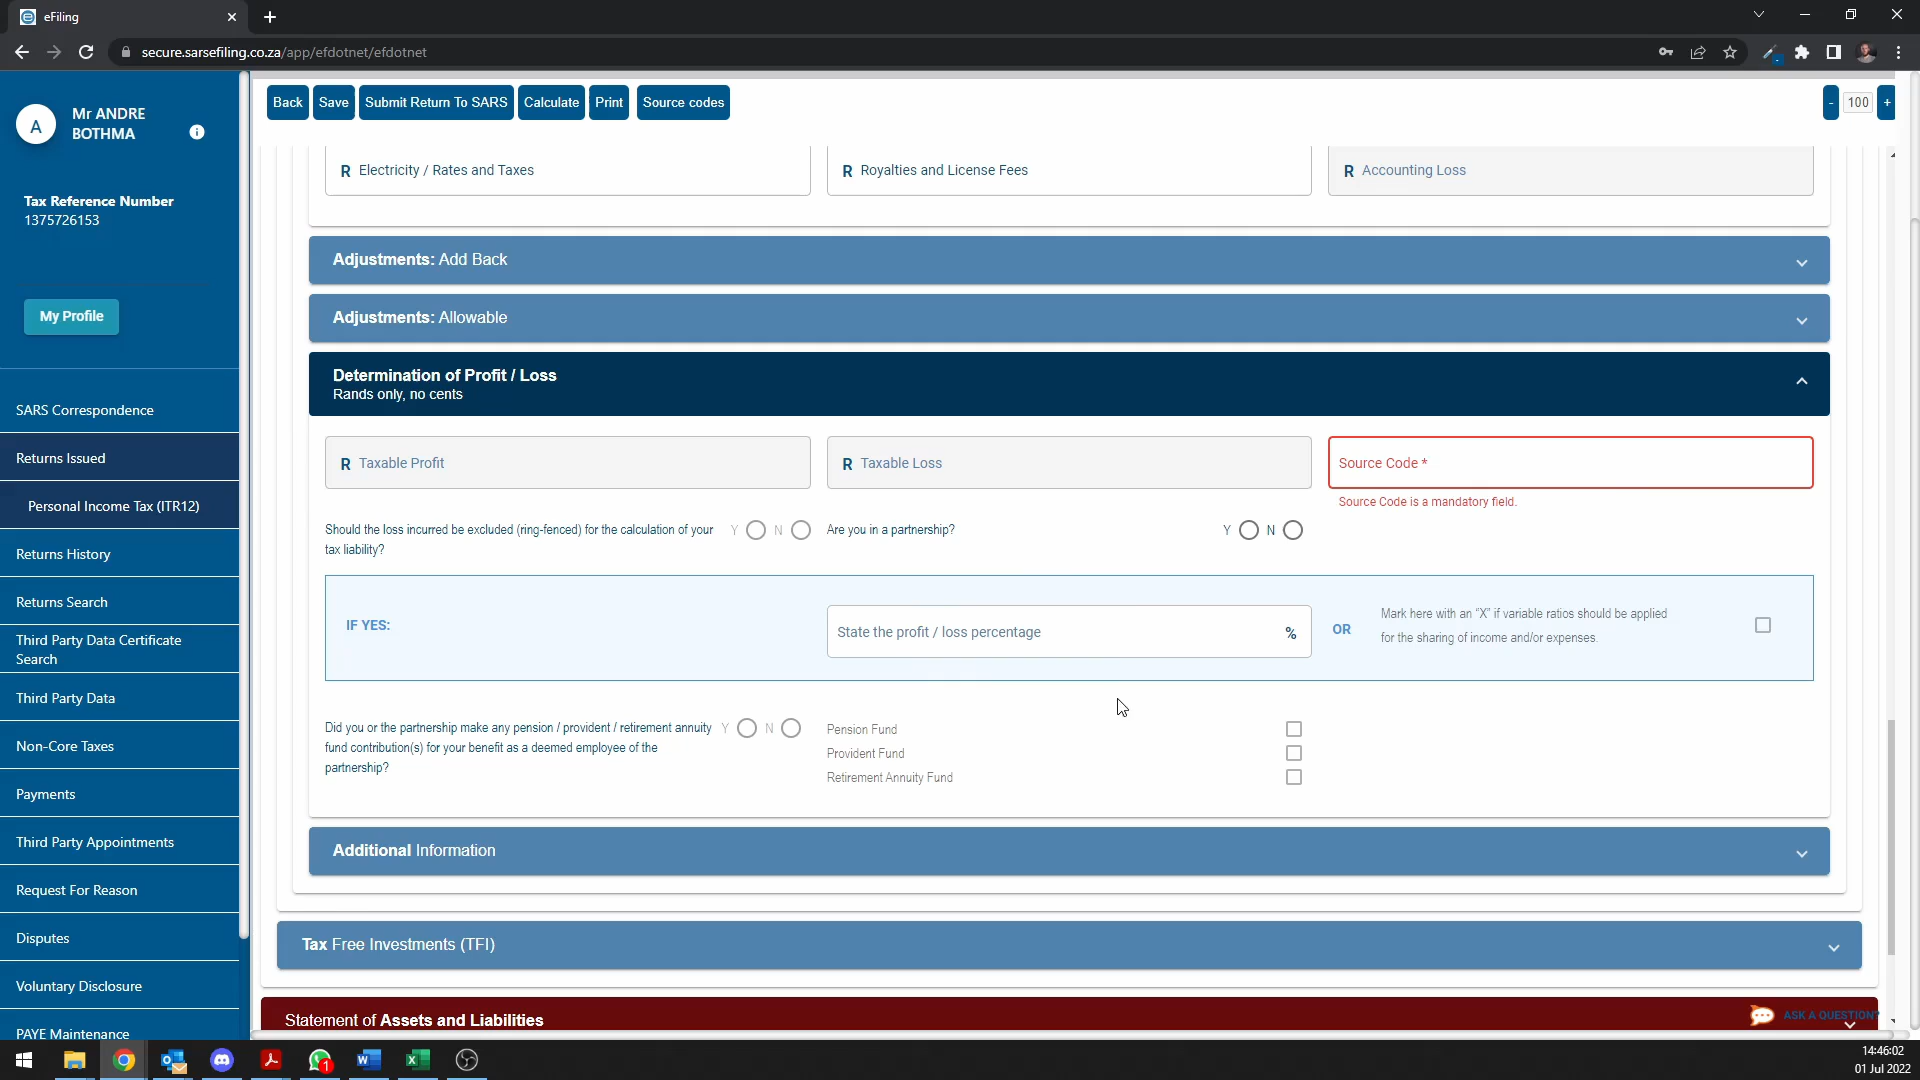 eFiling
secure.sarsefiling.co.za/app/efdotnet/efdotnet
A
Mr ANDRE
BOTHMA
Tax Reference Number
1375726153
My Profile
SARS Correspondence
Returns Issued
Personal Income Tax (ITR12)
Returns History
Returns Search
Third Party Data Certificate
Search
Third Party Data
Non-Core Taxes
Payments
Third Party Appointments
Request For Reason
Disputes
Voluntary Disclosure
PAYE Maintenance
Back Save Submit Return To SARS Calculate Print Source codes
- 100 +
R Electricity / Rates and Taxes R Royalties and License Fees R Accounting Loss
Adjustments: Add Back
Adjustments: Allowable
Determination of Profit / Loss
Rands only, no cents
R Taxable Profit R Taxable Loss Source Code *
Source Code is a mandatory field.
Should the loss incurred be excluded (ring-fenced) for the calculation of your Y N Are you in a partnership? Y N
tax liability?
IF YES: State the profit / loss percentage % OR Mark here with an "X" if variable ratios should be applied
for the sharing of income and/or expenses.
Did you or the partnership make any pension / provident / retirement annuity Y N Pension Fund
fund contribution(s) for your benefit as a deemed employee of the Provident Fund
partnership? Retirement Annuity Fund
Additional Information
Tax Free Investments (TFI)
Statement of Assets and Liabilities
ASK A QUESTION?
1
14:46:02
01 Jul 2022